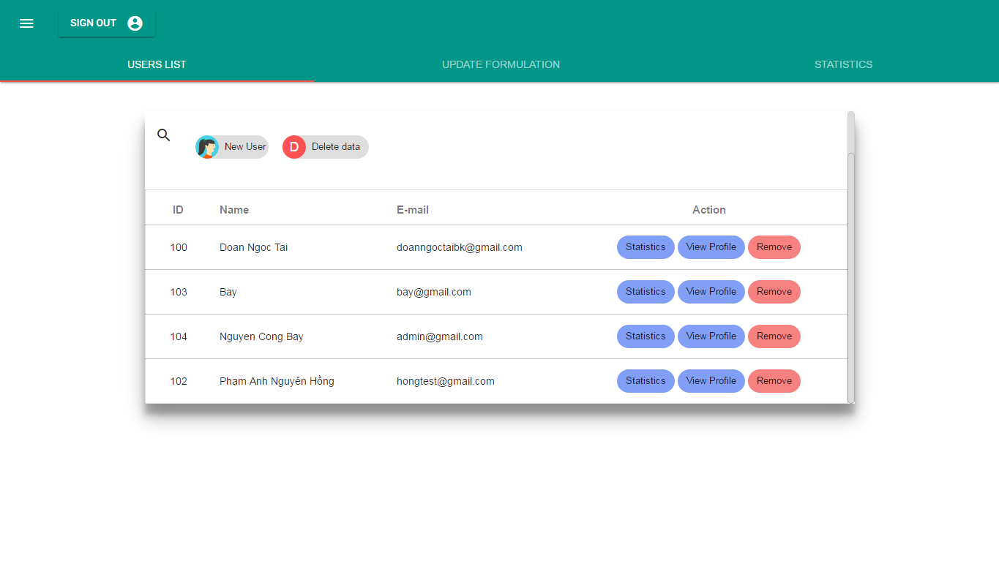 SIGN OUT
USERS LIST UPDATE FORMULATION STATISTICS
New User D Delete data
ID Name E-mail Action
100 Doan Ngoc Tai doanngoctaibk@gmail.com Statistics View Profile Remove
103 Bay bay@gmail.com Statistics View Profile Remove
104 Nguyen Cong Bay admin@gmail.com Statistics View Profile Remove
102 Phạm Anh Nguyên Hồng hongtest@gmail.com Statistics View Profile Remove